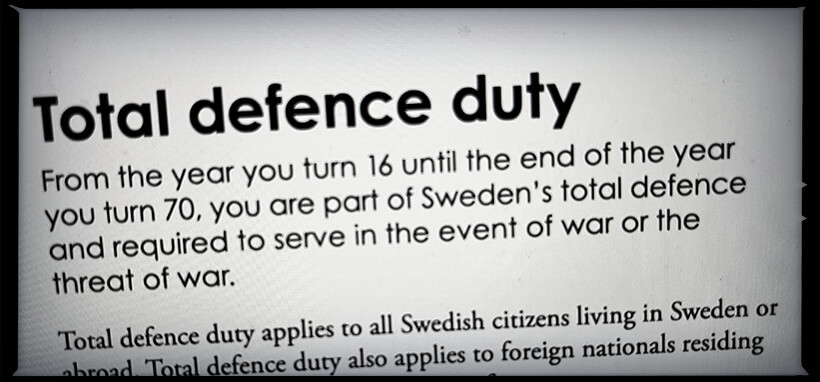 Total defence duty
From the year you turn 16 until the end of the year
you turn 70, you are part of Sweden's total defence
and required to serve in the event of war or the
threat of war.
Total defence duty applies to all Swedish citizens living in Sweden or
abroad. Total defence duty also applies to foreign nationals residing